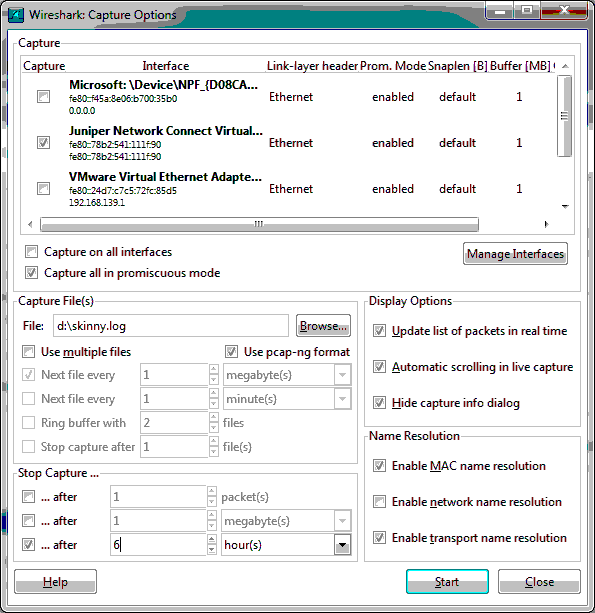 Wireshark: Capture Options
Capture
Capture Interface Link-layer header Prom. Mode Snaplen [B] Buffer [MB]
Microsoft: \Device\NPF_{D08CA... Ethernet enabled default 1
fe80::f45a:8e06:b700:35b0
0.0.0.0
Juniper Network Connect Virtual... Ethernet enabled default 1
fe80::78b2:541:111f:90
fe80::78b2:541:111f:90
VMware Virtual Ethernet Adapte... Ethernet enabled default 1
fe80::24d7:c7c5:72fc:85d5
192.168.139.1
Capture on all interfaces
Manage Interfaces
Capture all in promiscuous mode
Capture File(s)
File: d:\skinny.log Browse...
Use multiple files Use pcap-ng format
Next file every 1 megabyte(s)
Next file every 1 minute(s)
Ring buffer with 2 files
Stop capture after 1 file(s)
Stop Capture ...
... after 1 packet(s)
... after 1 megabyte(s)
... after 6 hour(s)
Display Options
Update list of packets in real time
Automatic scrolling in live capture
Hide capture info dialog
Name Resolution
Enable MAC name resolution
Enable network name resolution
Enable transport name resolution
Help Start Close